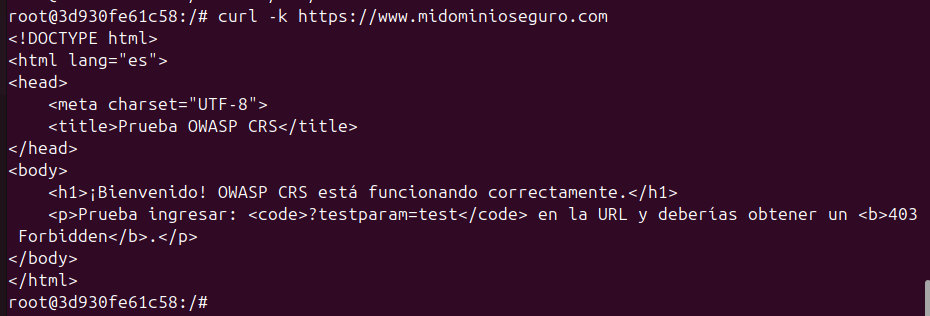 root@3d930fe61c58:/# curl -k https://www.midominioseguro.com
<!DOCTYPE html>
<html lang="es">
<head>
    <meta charset="UTF-8">
    <title>Prueba OWASP CRS</title>
</head>
<body>
    <h1>¡Bienvenido! OWASP CRS está funcionando correctamente.</h1>
    <p>Prueba ingresar: <code>?testparam=test</code> en la URL y deberías obtener un <b>403
 Forbidden</b>.</p>
</body>
</html>
root@3d930fe61c58:/#